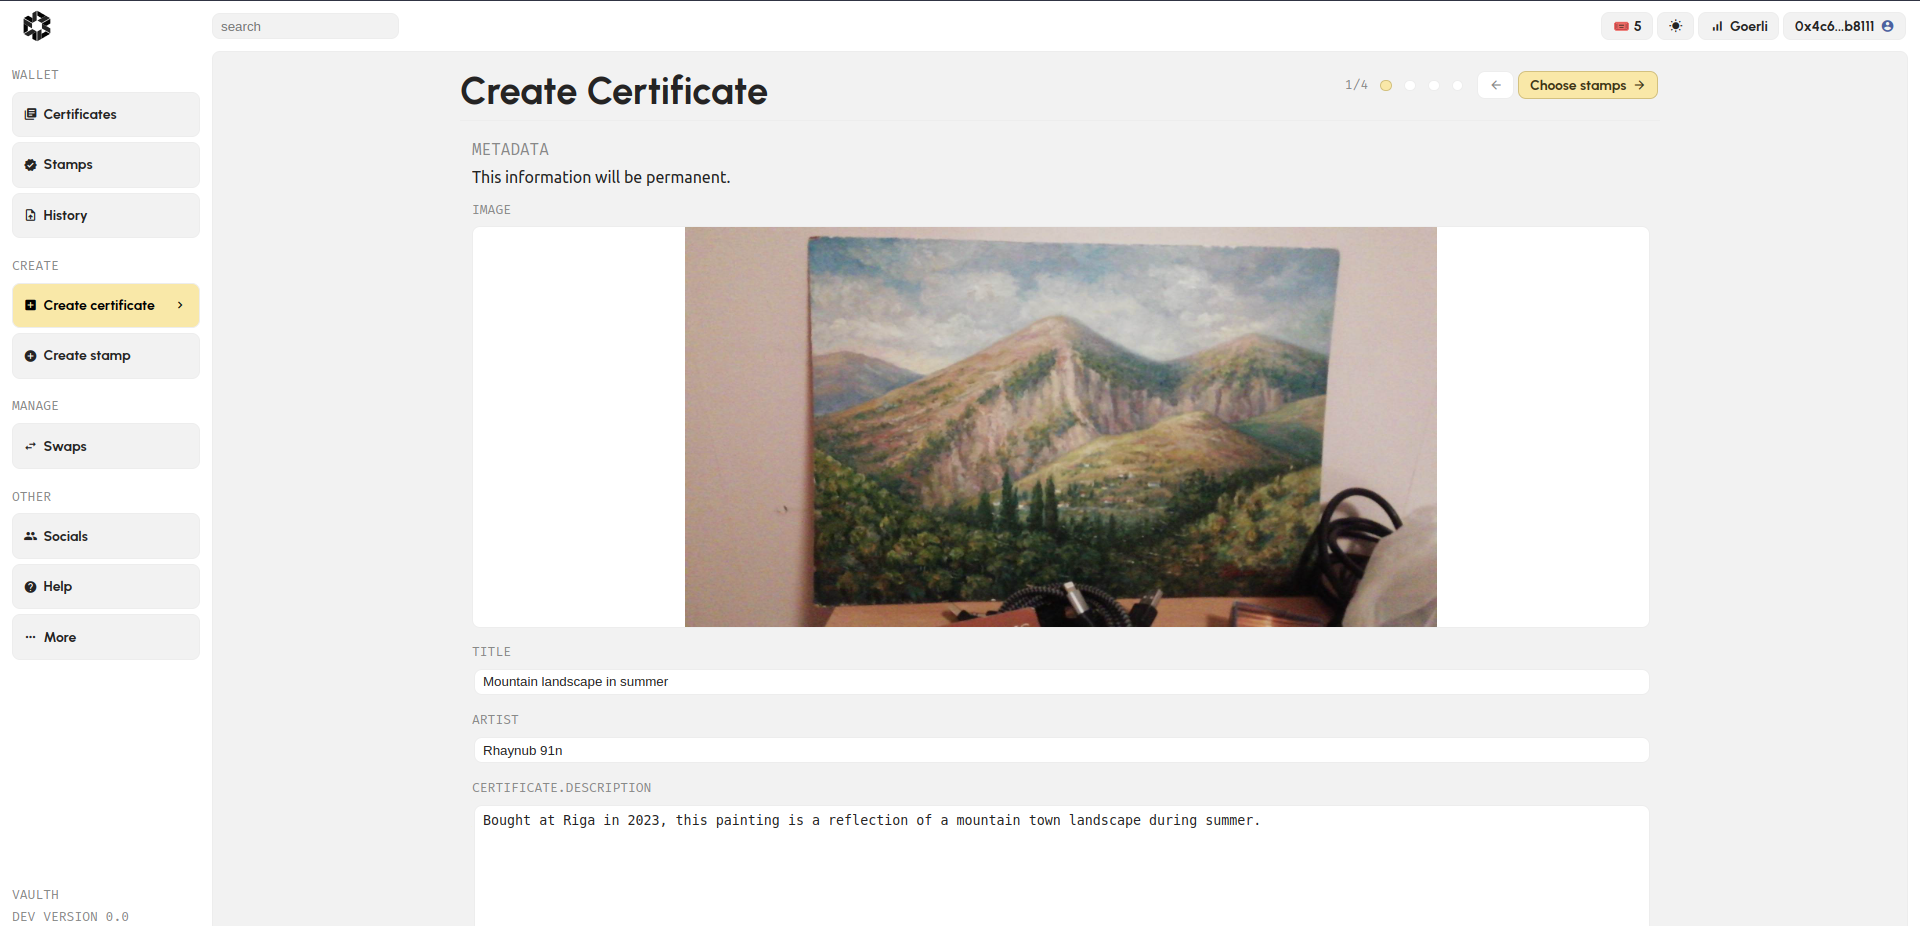 search
5
Goerli
0x4c6...b8111
WALLET
Certificates
Stamps
History
CREATE
Create certificate
Create stamp
MANAGE
Swaps
OTHER
Socials
Help
More
VAULTH
DEV VERSION 0.0
Create Certificate
1/4
Choose stamps
METADATA
This information will be permanent.
IMAGE
TITLE
Mountain landscape in summer
ARTIST
Rhaynub 91n
CERTIFICATE.DESCRIPTION
Bought at Riga in 2023, this painting is a reflection of a mountain town landscape during summer.